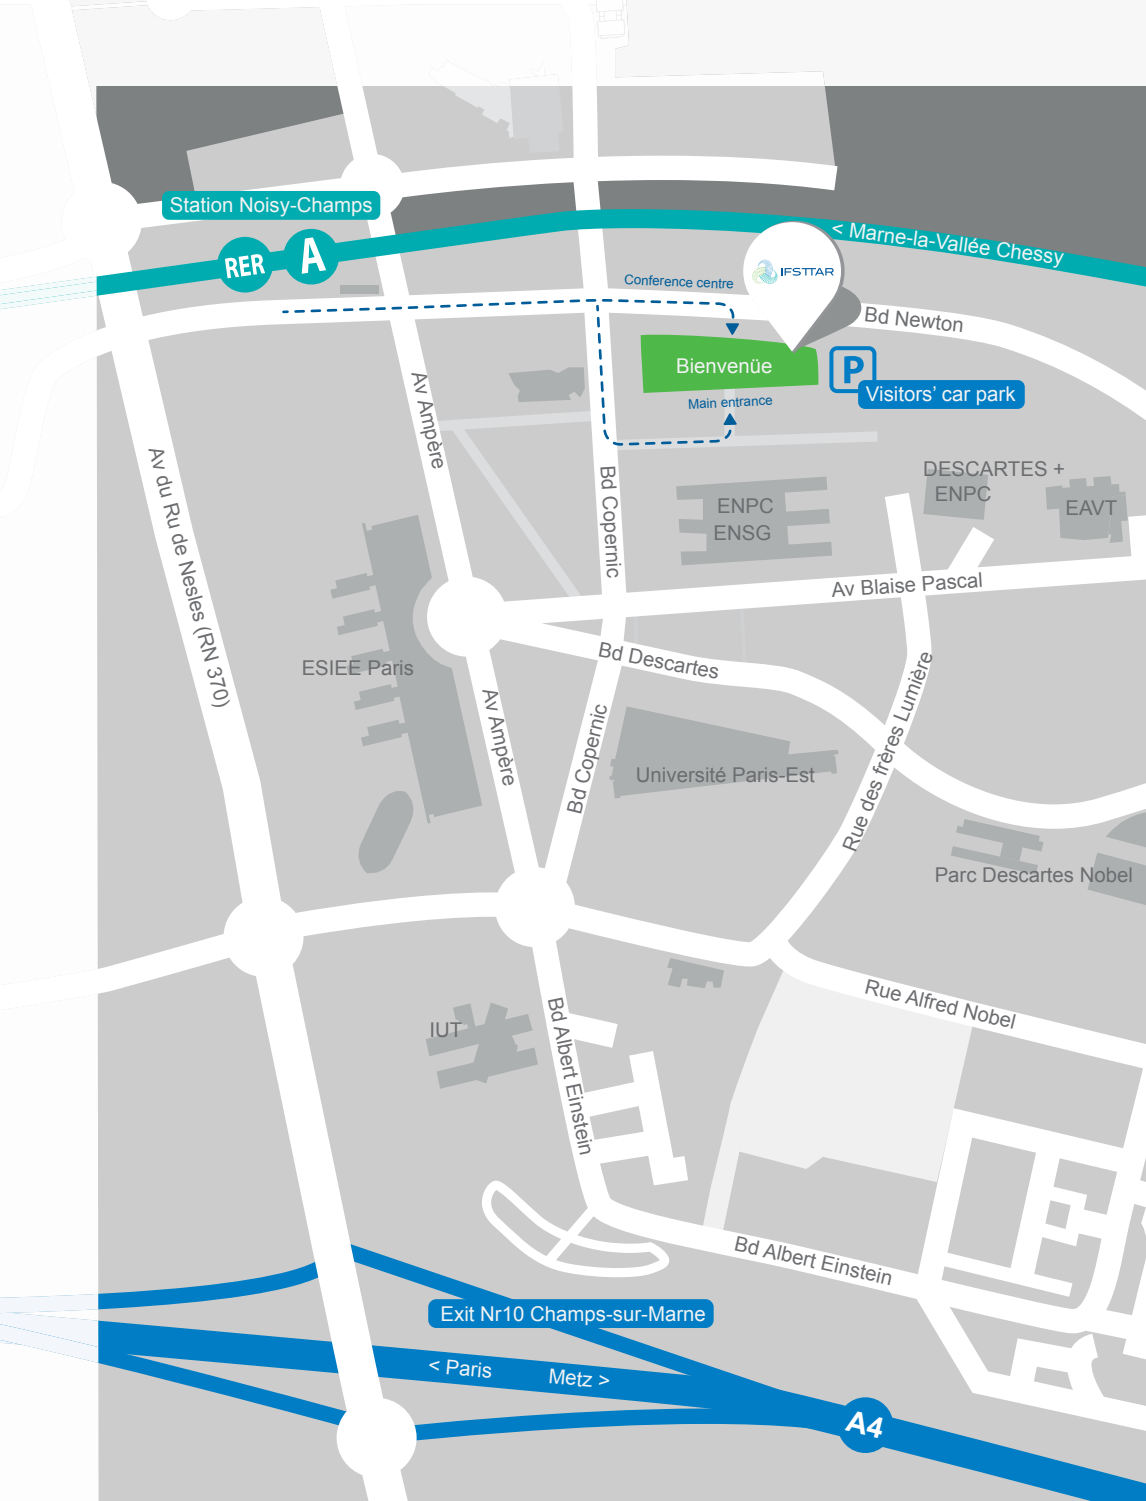 Station Noisy-Champs
RER
A
< Marne-la-Vallée Chessy
IFSTTAR
Conference centre
Bd Newton
Bienvenüe
P
Visitors' car park
Main entrance
Av Ampère
Av du Ru de Nesles (RN 370)
Bd Copernic
DESCARTES +
ENPC
EAVT
ENPC
ENSG
Av Blaise Pascal
ESIEE Paris
Bd Descartes
Rue des frères Lumière
Av Ampère
Bd Copernic
Université Paris-Est
Parc Descartes Nobel
Rue Alfred Nobel
IUT
Bd Albert Einstein
Bd Albert Einstein
Exit Nr10 Champs-sur-Marne
< Paris
Metz >
A4